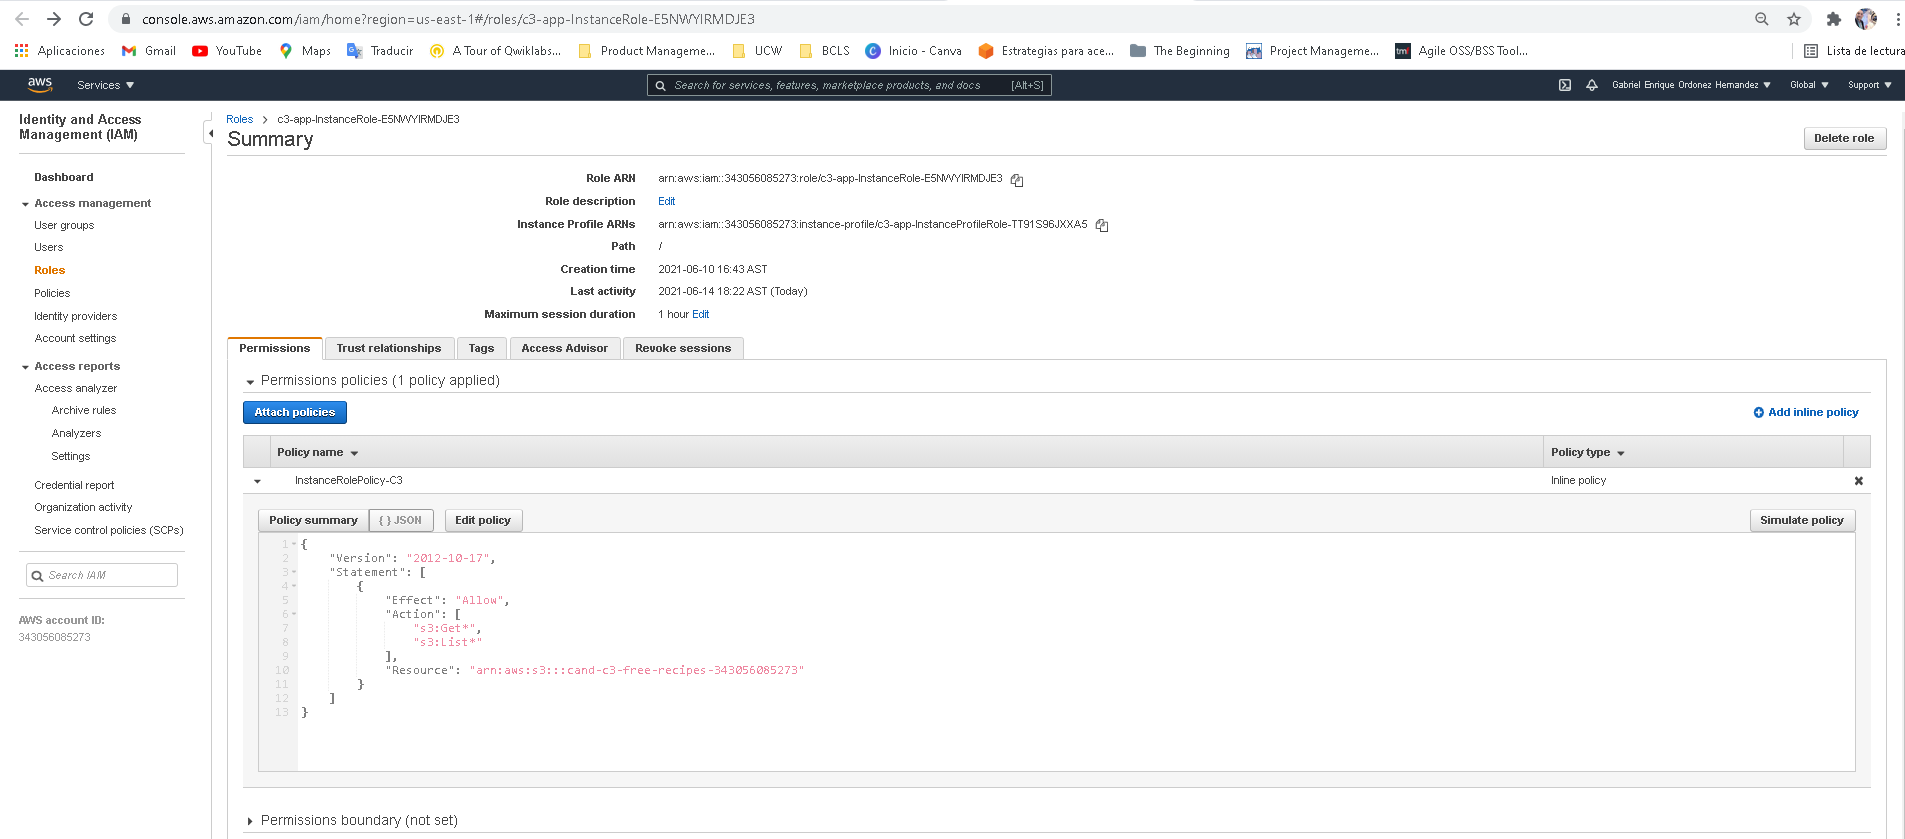 console.aws.amazon.com/iam/home?region=us-east-1#/roles/c3-app-InstanceRole-E5NWYIRMDJE3
Aplicaciones
Gmail
YouTube
Maps
Traducir
A Tour of Qwiklabs...
Product Manageme...
UCW
BCLS
Inicio - Canva
Estrategias para ace...
The Beginning
Project Manageme...
Agile OSS/BSS Tool...
Lista de lectura
aws
Services
Search for services, features, marketplace products, and docs
[Alt+S]
Gabriel Enrique Ordonez Hernandez
Global
Support
Identity and Access
Management (IAM)
Dashboard
Access management
User groups
Users
Roles
Policies
Identity providers
Account settings
Access reports
Access analyzer
Archive rules
Analyzers
Settings
Credential report
Organization activity
Service control policies (SCPs)
Search IAM
AWS account ID:
343056085273
Roles > c3-app-InstanceRole-E5NWYIRMDJE3
Summary
Delete role
Role ARN arn:aws:iam::343056085273:role/c3-app-InstanceRole-E5NWYIRMDJE3
Role description Edit
Instance Profile ARNs arn:aws:iam::343056085273:instance-profile/c3-app-InstanceProfileRole-TT91S96JXXA5
Path /
Creation time 2021-06-10 16:43 AST
Last activity 2021-06-14 18:22 AST (Today)
Maximum session duration 1 hour Edit
Permissions
Trust relationships
Tags
Access Advisor
Revoke sessions
Permissions policies (1 policy applied)
Attach policies
Add inline policy
Policy name
Policy type
InstanceRolePolicy-C3
Inline policy
Policy summary
{ } JSON
Edit policy
Simulate policy
1 {
2 "Version": "2012-10-17",
3 "Statement": [
4 {
5 "Effect": "Allow",
6 "Action": [
7 "s3:Get*",
8 "s3:List*"
9 ],
10 "Resource": "arn:aws:s3:::cand-c3-free-recipes-343056085273"
11 }
12 ]
13 }
Permissions boundary (not set)